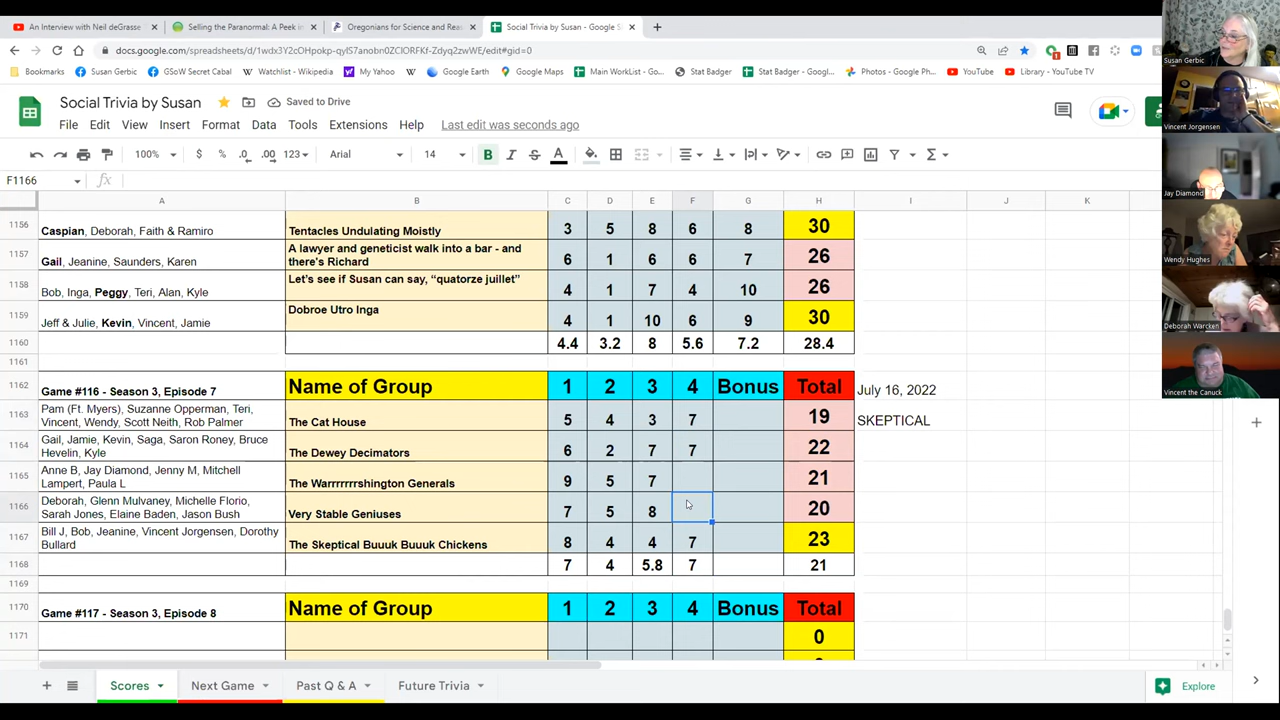 An Interview with Neil deGrasse
Selling the Paranormal: A Peek in
Oregonians for Science and Rea
Social Trivia by Susan - Google S
docs.google.com/spreadsheets/d/
edit#gid=0
Bookmarks Susan Gerbic GSoW Secret Cabal Watchlist - Wikipedia My Yahoo Google Earth Google Maps Main WorkList - Go... Stat Badger Stat Badger - Googl... Photos - Google Ph... YouTube Library - YouTube TV
Social Trivia by Susan Saved to Drive
File Edit View Insert Format Data Tools Extensions Help Last edit was seconds ago
100% $ % .0 .00 123 Arial 14 B I S A
F1166 fx
A B C D E F G H I J K
1156 Caspian, Deborah, Faith & Ramiro Tentacles Undulating Moistly 3 5 8 6 8 30
1157 Gail, Jeanine, Saunders, Karen A lawyer and geneticist walk into a bar - and
there's Richard 6 1 6 6 7 26
1158 Bob, Inga, Peggy, Teri, Alan, Kyle Let's see if Susan can say, "quatorze juillet" 4 1 7 4 10 26
1159 Jeff & Julie, Kevin, Vincent, Jamie Dobroe Utro Inga 4 1 10 6 9 30
1160 4.4 3.2 8 5.6 7.2 28.4
1161
1162 Game #116 - Season 3, Episode 7 Name of Group 1 2 3 4 Bonus Total July 16, 2022
1163 Pam (Ft. Myers), Suzanne Opperman, Teri,
Vincent, Wendy, Scott Neith, Rob Palmer The Cat House 5 4 3 7 19 SKEPTICAL
1164 Gail, Jamie, Kevin, Saga, Saron Roney, Bruce
Hevelin, Kyle The Dewey Decimators 6 2 7 7 22
1165 Anne B, Jay Diamond, Jenny M, Mitchell
Lampert, Paula L The Warrrrrrrshington Generals 9 5 7 21
1166 Deborah, Glenn Mulvaney, Michelle Florio,
Sarah Jones, Elaine Baden, Jason Bush Very Stable Geniuses 7 5 8 20
1167 Bill J, Bob, Jeanine, Vincent Jorgensen, Dorothy
Bullard The Skeptical Buuuk Buuuk Chickens 8 4 4 7 23
1168 7 4 5.8 7 21
1169
1170 Game #117 - Season 3, Episode 8 Name of Group 1 2 3 4 Bonus Total
1171 0
Scores Next Game Past Q & A Future Trivia Explore
Susan Gerbic
Vincent Jorgensen
Jay Diamond
Wendy Hughes
Deborah Warcken
Vincent the Canuck